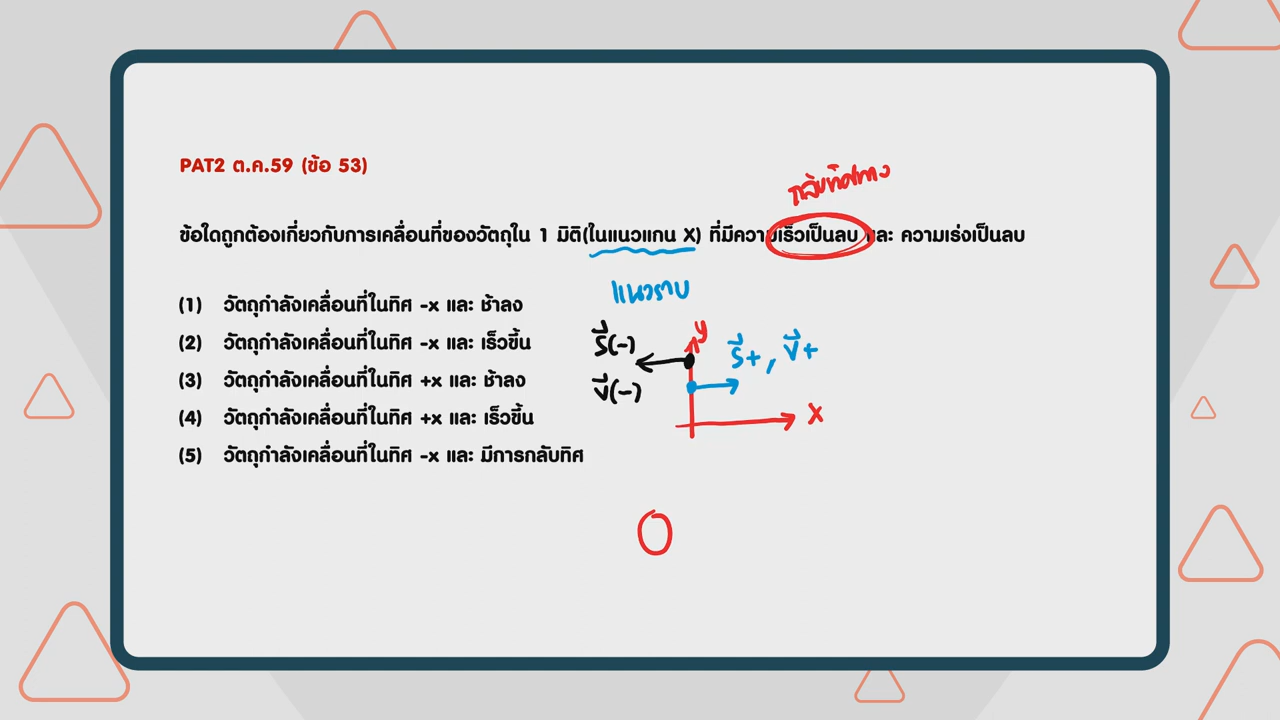 PAT2 ต.ค.59 (ข้อ 53)
กลับทิศทาง
ข้อใดถูกต้องเกี่ยวกับการเคลื่อนที่ของวัตถุใน 1 มิติ(ในแนวแกน X) ที่มีความเร็วเป็นลบ และ ความเร่งเป็นลบ
แนวราบ
(1) วัตถุกำลังเคลื่อนที่ในทิศ -x และ ช้าลง
(2) วัตถุกำลังเคลื่อนที่ในทิศ -x และ เร็วขึ้น
(3) วัตถุกำลังเคลื่อนที่ในทิศ +x และ ช้าลง
(4) วัตถุกำลังเคลื่อนที่ในทิศ +x และ เร็วขึ้น
(5) วัตถุกำลังเคลื่อนที่ในทิศ -x และ มีการกลับทิศ
y
S⃗(-)
S⃗+, V⃗+
V⃗(-)
X
0